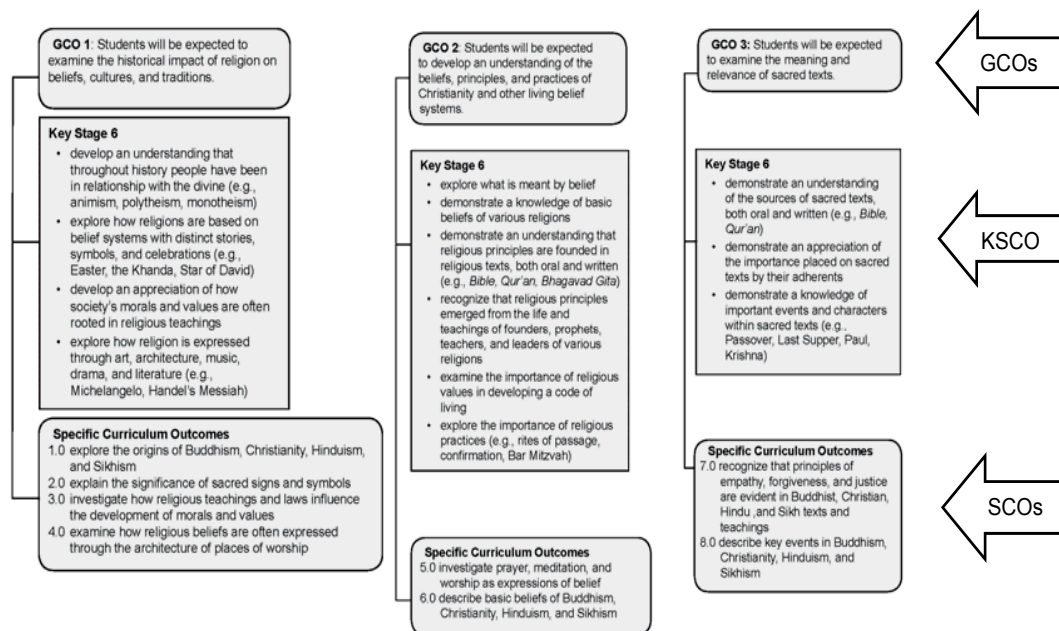 GCO 1: Students will be expected to
examine the historical impact of religion on
beliefs, cultures, and traditions.
Key Stage 6
• develop an understanding that
throughout history people have been
in relationship with the divine (e.g.,
animism, polytheism, monotheism)
• explore how religions are based on
belief systems with distinct stories,
symbols, and celebrations (e.g.,
Easter, the Khanda, Star of David)
• develop an appreciation of how
society's morals and values are often
rooted in religious teachings
• explore how religion is expressed
through art, architecture, music,
drama, and literature (e.g.,
Michelangelo, Handel's Messiah)
Specific Curriculum Outcomes
1.0 explore the origins of Buddhism, Christianity, Hinduism,
and Sikhism
2.0 explain the significance of sacred signs and symbols
3.0 investigate how religious teachings and laws influence
the development of morals and values
4.0 examine how religious beliefs are often expressed
through the architecture of places of worship
GCO 2: Students will be expected
to develop an understanding of the
beliefs, principles, and practices of
Christianity and other living belief
systems.
Key Stage 6
• explore what is meant by belief
• demonstrate a knowledge of basic
beliefs of various religions
• demonstrate an understanding that
religious principles are founded in
religious texts, both oral and written
(e.g., Bible, Qur'an, Bhagavad Gita)
• recognize that religious principles
emerged from the life and
teachings of founders, prophets,
teachers, and leaders of various
religions
• examine the importance of religious
values in developing a code of
living
• explore the importance of religious
practices (e.g., rites of passage,
confirmation, Bar Mitzvah)
Specific Curriculum Outcomes
5.0 investigate prayer, meditation, and
worship as expressions of belief
6.0 describe basic beliefs of Buddhism,
Christianity, Hinduism, and Sikhism
GCO 3: Students will be expected
to examine the meaning and
relevance of sacred texts.
Key Stage 6
• demonstrate an understanding
of the sources of sacred texts,
both oral and written (e.g., Bible,
Qur'an)
• demonstrate an appreciation of
the importance placed on sacred
texts by their adherents
• demonstrate a knowledge of
important events and characters
within sacred texts (e.g.,
Passover, Last Supper, Paul,
Krishna)
Specific Curriculum Outcomes
7.0 recognize that principles of
empathy, forgiveness, and justice
are evident in Buddhist, Christian,
Hindu ,and Sikh texts and
teachings
8.0 describe key events in Buddhism,
Christianity, Hinduism, and
Sikhism
GCOs
KSCO
SCOs